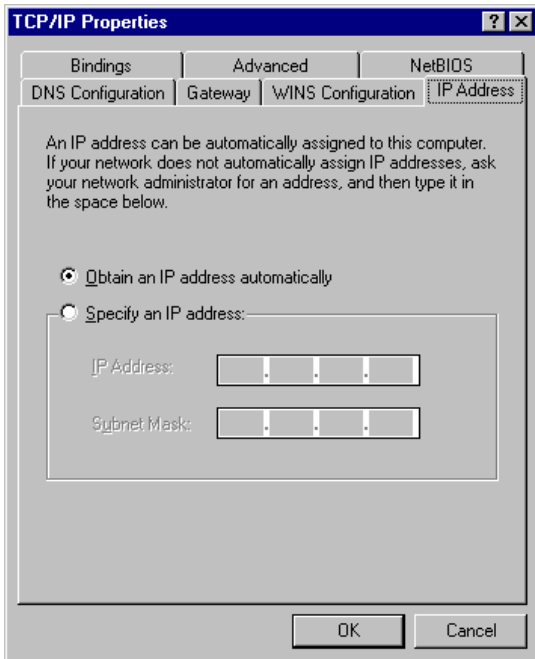 TCP/IP Properties
? ×
Bindings Advanced NetBIOS
DNS Configuration Gateway WINS Configuration IP Address
An IP address can be automatically assigned to this computer.
If your network does not automatically assign IP addresses, ask
your network administrator for an address, and then type it in
the space below.
Obtain an IP address automatically
Specify an IP address:
IP Address: . . .
Subnet Mask: . . .
OK Cancel